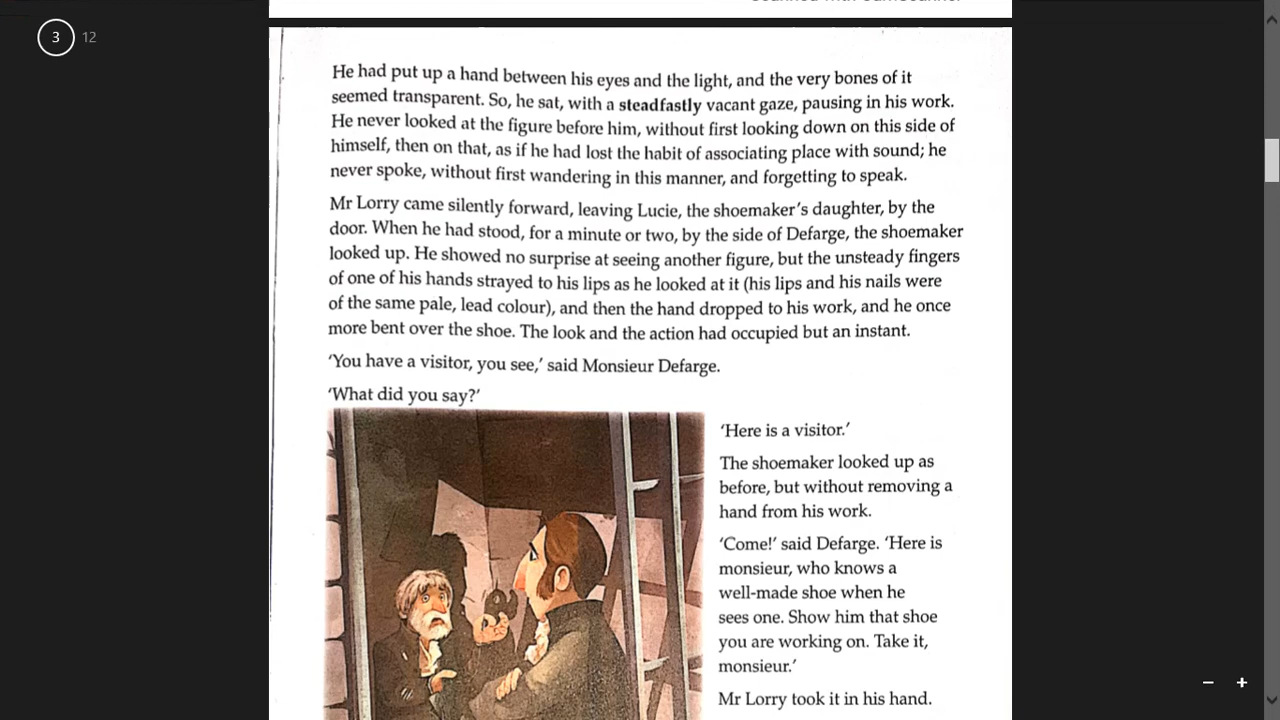 3 12
He had put up a hand between his eyes and the light, and the very bones of it
seemed transparent. So, he sat, with a steadfastly vacant gaze, pausing in his work.
He never looked at the figure before him, without first looking down on this side of
himself, then on that, as if he had lost the habit of associating place with sound; he
never spoke, without first wandering in this manner, and forgetting to speak.
Mr Lorry came silently forward, leaving Lucie, the shoemaker's daughter, by the
door. When he had stood, for a minute or two, by the side of Defarge, the shoemaker
looked up. He showed no surprise at seeing another figure, but the unsteady fingers
of one of his hands strayed to his lips as he looked at it (his lips and his nails were
of the same pale, lead colour), and then the hand dropped to his work, and he once
more bent over the shoe. The look and the action had occupied but an instant.
'You have a visitor, you see,' said Monsieur Defarge.
'What did you say?'
'Here is a visitor.'
The shoemaker looked up as
before, but without removing a
hand from his work.
'Come!' said Defarge. 'Here is
monsieur, who knows a
well-made shoe when he
sees one. Show him that shoe
you are working on. Take it,
monsieur.'
Mr Lorry took it in his hand.